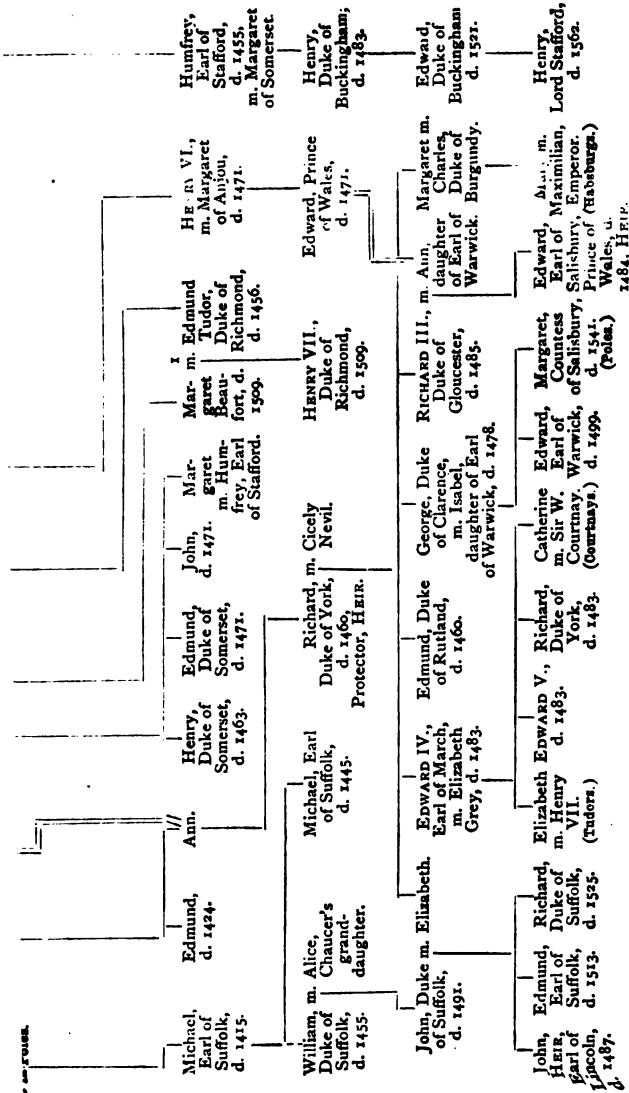 Humfrey,
Earl of
Stafford,
d. 1455,
m. Margaret
of Somerset.
HENRY VI.,
m. Margaret
of Anjou,
d. 1471.
Mar- m. Edmund
garet Tudor,
Beau- Duke of
fort, d. Richmond,
1509. d. 1456.
1
Mar-
garet
m. Hum-
frey, Earl
of Stafford.
John,
d. 1471.
Edmund,
Duke of
Somerset,
d. 1471.
Henry,
Duke of
Somerset,
d. 1463.
Ann.
Edmund,
d. 1424.
Michael,
Earl of
Suffolk,
d. 1415.
Henry,
Duke of
Buckingham;
d. 1483.
Edward, Prince
of Wales,
d. 1471.
HENRY VII.,
Duke of
Richmond,
d. 1509.
Richard, m. Cicely
Duke of York, Nevil.
d. 1460,
Protector, HEIR.
Michael, Earl
of Suffolk,
d. 1445.
William, m. Alice,
Duke of Chaucer's
Suffolk, grand-
d. 1455. daughter.
Edward,
Duke of
Buckingham
d. 1521.
Margaret m.
Charles,
Duke of
Burgundy.
RICHARD III., m. Ann,
Duke of daughter
Gloucester, of Earl of
d. 1485. Warwick.
George, Duke
of Clarence,
m. Isabel,
daughter of Earl
of Warwick, d. 1478.
Edmund, Duke
of Rutland,
d. 1460.
EDWARD IV.,
Earl of March,
m. Elizabeth
Grey, d. 1483.
John, Duke m. Elizabeth.
of Suffolk,
d. 1491.
Henry,
Lord Stafford,
d. 1562.
m.
Maximilian,
Emperor.
(Habsburgs.)
Edward,
Earl of
Salisbury,
Prince of
Wales, d.
1484, HEIR.
Margaret,
Countess
of Salisbury,
d. 1541.
(Poles.)
Edward,
Earl of
Warwick,
d. 1499.
Catherine
m. Sir W.
Courtnay.
(Courtnays.)
Richard,
Duke of
York,
d. 1483.
EDWARD V.,
d. 1483.
Elizabeth
m. Henry
VII.
(Tudors.)
Richard,
Duke of
Suffolk,
d. 1525.
Edmund,
Earl of
Suffolk,
d. 1513.
John,
HEIR,
Earl of
Lincoln,
d. 1487.